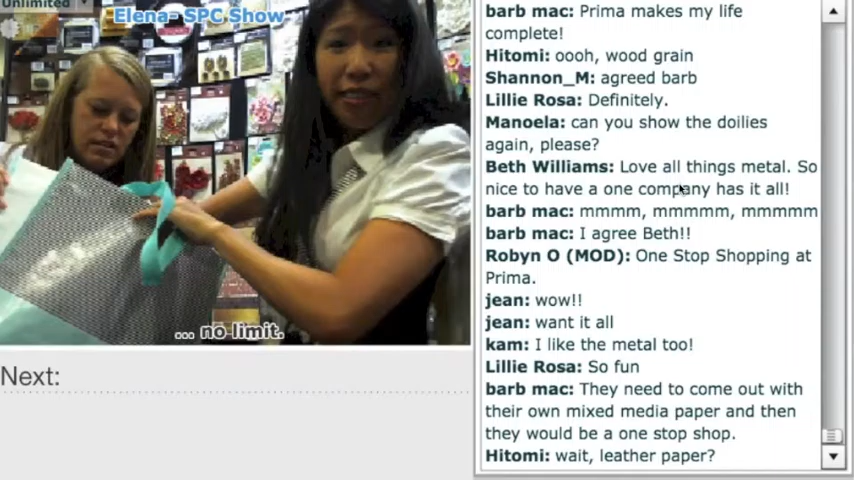 Unlimited
Elena- SPC Show
... no limit.
Next:
barb mac: Prima makes my life
complete!
Hitomi: oooh, wood grain
Shannon_M: agreed barb
Lillie Rosa: Definitely.
Manoela: can you show the doilies
again, please?
Beth Williams: Love all things metal. So
nice to have a one company has it all!
barb mac: mmmm, mmmmm, mmmmm
barb mac: I agree Beth!!
Robyn O (MOD): One Stop Shopping at
Prima.
jean: wow!!
jean: want it all
kam: I like the metal too!
Lillie Rosa: So fun
barb mac: They need to come out with
their own mixed media paper and then
they would be a one stop shop.
Hitomi: wait, leather paper?